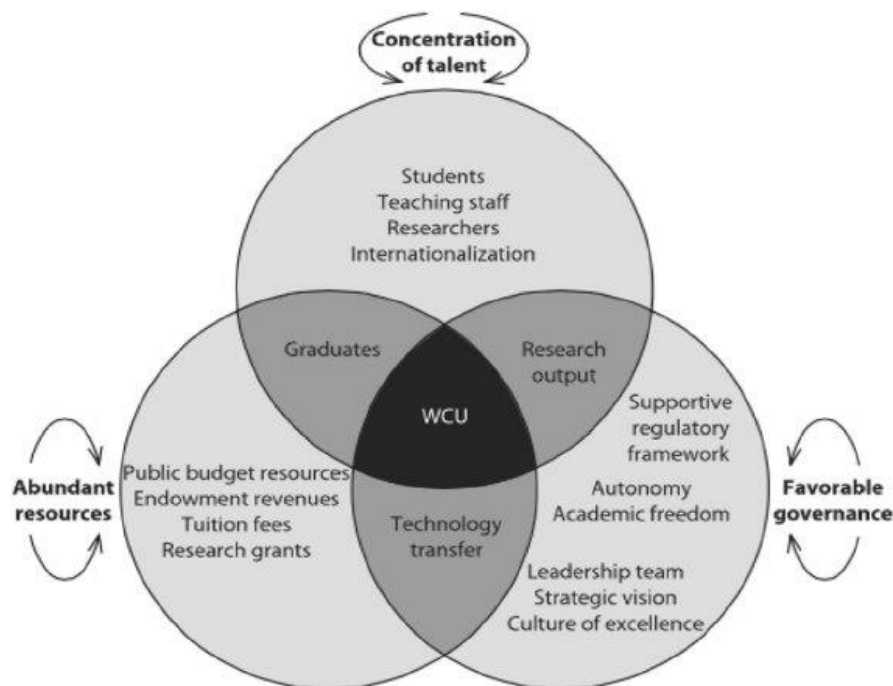 Concentration
of talent
Students
Teaching staff
Researchers
Internationalization
Graduates
Research
output
WCU
Supportive
regulatory
framework
Abundant
resources
Public budget resources
Endowment revenues
Tuition fees
Research grants
Technology
transfer
Autonomy
Academic freedom
Favorable
governance
Leadership team
Strategic vision
Culture of excellence